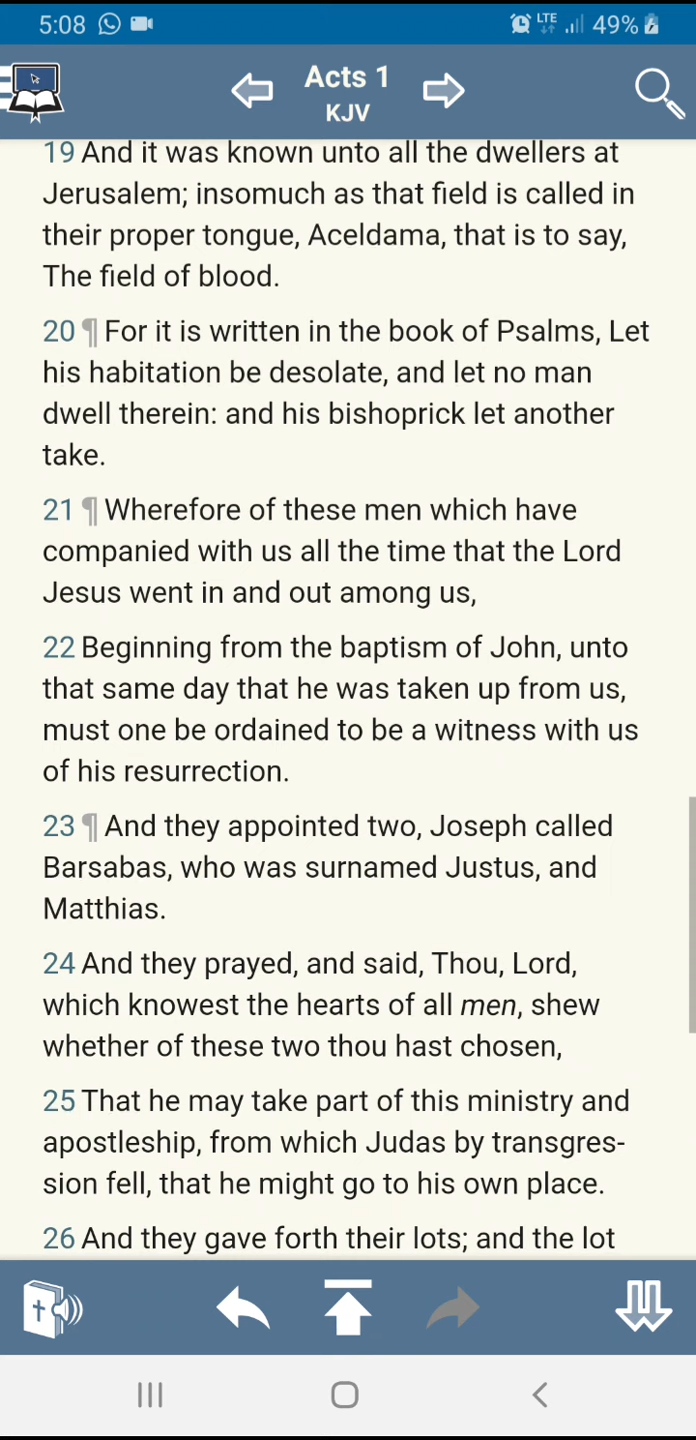 5:08 LTE 49%
Acts 1
KJV
19 And it was known unto all the dwellers at
Jerusalem; insomuch as that field is called in
their proper tongue, Aceldama, that is to say,
The field of blood.
20 ¶ For it is written in the book of Psalms, Let
his habitation be desolate, and let no man
dwell therein: and his bishoprick let another
take.
21 ¶ Wherefore of these men which have
companied with us all the time that the Lord
Jesus went in and out among us,
22 Beginning from the baptism of John, unto
that same day that he was taken up from us,
must one be ordained to be a witness with us
of his resurrection.
23 ¶ And they appointed two, Joseph called
Barsabas, who was surnamed Justus, and
Matthias.
24 And they prayed, and said, Thou, Lord,
which knowest the hearts of all men, shew
whether of these two thou hast chosen,
25 That he may take part of this ministry and
apostleship, from which Judas by transgres-
sion fell, that he might go to his own place.
26 And they gave forth their lots; and the lot